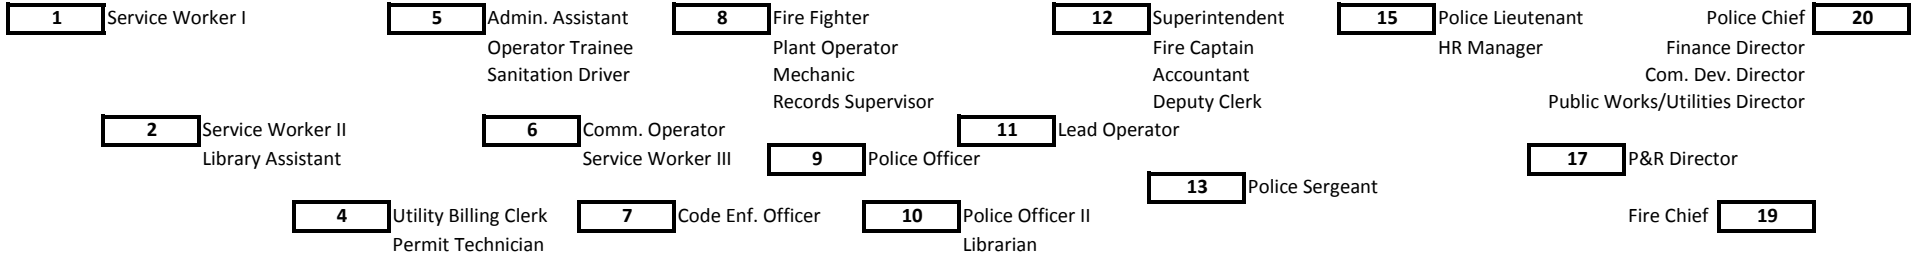 1 Service Worker I 5 Admin. Assistant 8 Fire Fighter 12 Superintendent 15 Police Lieutenant Police Chief 20
Operator Trainee Plant Operator Fire Captain HR Manager Finance Director
Sanitation Driver Mechanic Accountant Com. Dev. Director
Records Supervisor Deputy Clerk Public Works/Utilities Director
2 Service Worker II 6 Comm. Operator 11 Lead Operator
Library Assistant Service Worker III 9 Police Officer 17 P&R Director
13 Police Sergeant
4 Utility Billing Clerk 7 Code Enf. Officer 10 Police Officer II Fire Chief 19
Permit Technician Librarian